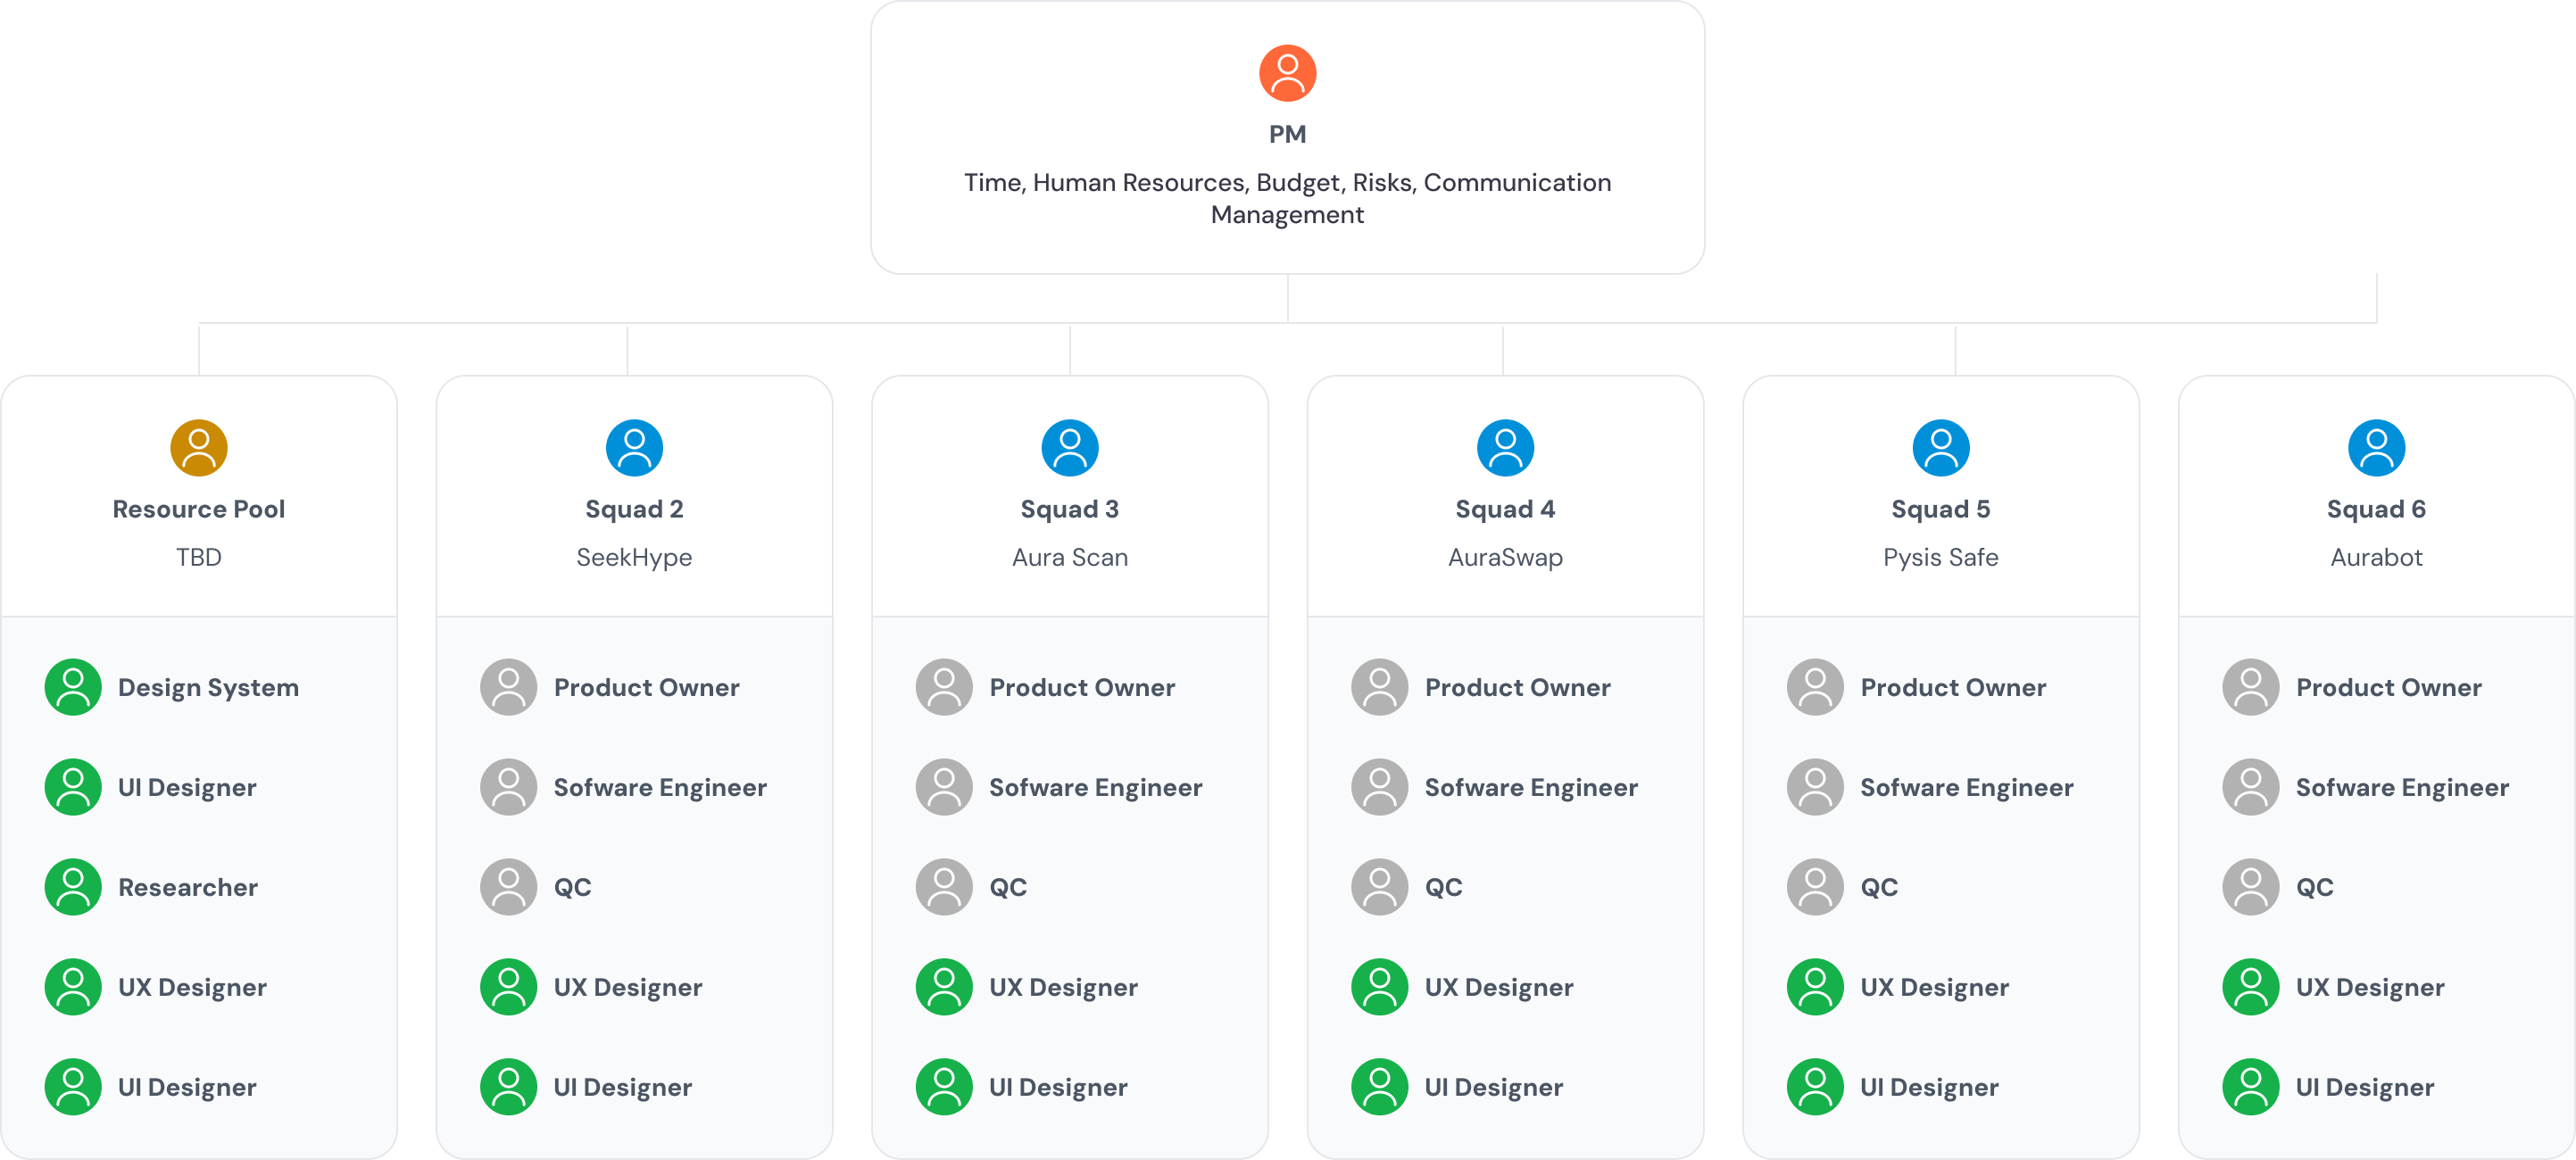 PM
Time, Human Resources, Budget, Risks, Communication
Management
Resource Pool
TBD
Design System
UI Designer
Researcher
UX Designer
UI Designer
Squad 2
SeekHype
Product Owner
Sofware Engineer
QC
UX Designer
UI Designer
Squad 3
Aura Scan
Product Owner
Sofware Engineer
QC
UX Designer
UI Designer
Squad 4
AuraSwap
Product Owner
Sofware Engineer
QC
UX Designer
UI Designer
Squad 5
Pysis Safe
Product Owner
Sofware Engineer
QC
UX Designer
UI Designer
Squad 6
Aurabot
Product Owner
Sofware Engineer
QC
UX Designer
UI Designer